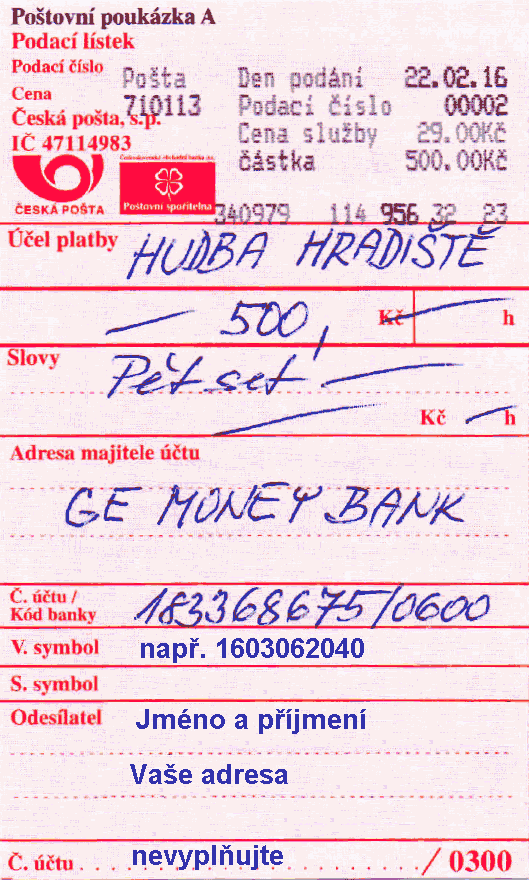 Poštovní poukázka A
Podací lístek
Podací číslo
Cena
Česká pošta, s.p.
IČ 47114983
Pošta Den podání 22.02.16
710113 Podací číslo 00002
Cena služby 29.00Kč
částka 500.00Kč
ČESKÁ POŠTA
Československá obchodní banka a.s.
Poštovní spořitelna
340979 114 956 32 23
Účel platby HUDBA HRADIŠTĚ
— 500, Kč — h
Slovy Pět set —
— Kč — h
Adresa majitele účtu
GE MONEY BANK
Č. účtu /
Kód banky 183368675/0600
V. symbol např. 1603062040
S. symbol
Odesílatel Jméno a příjmení
Vaše adresa
Č. účtu nevyplňujte / 0300